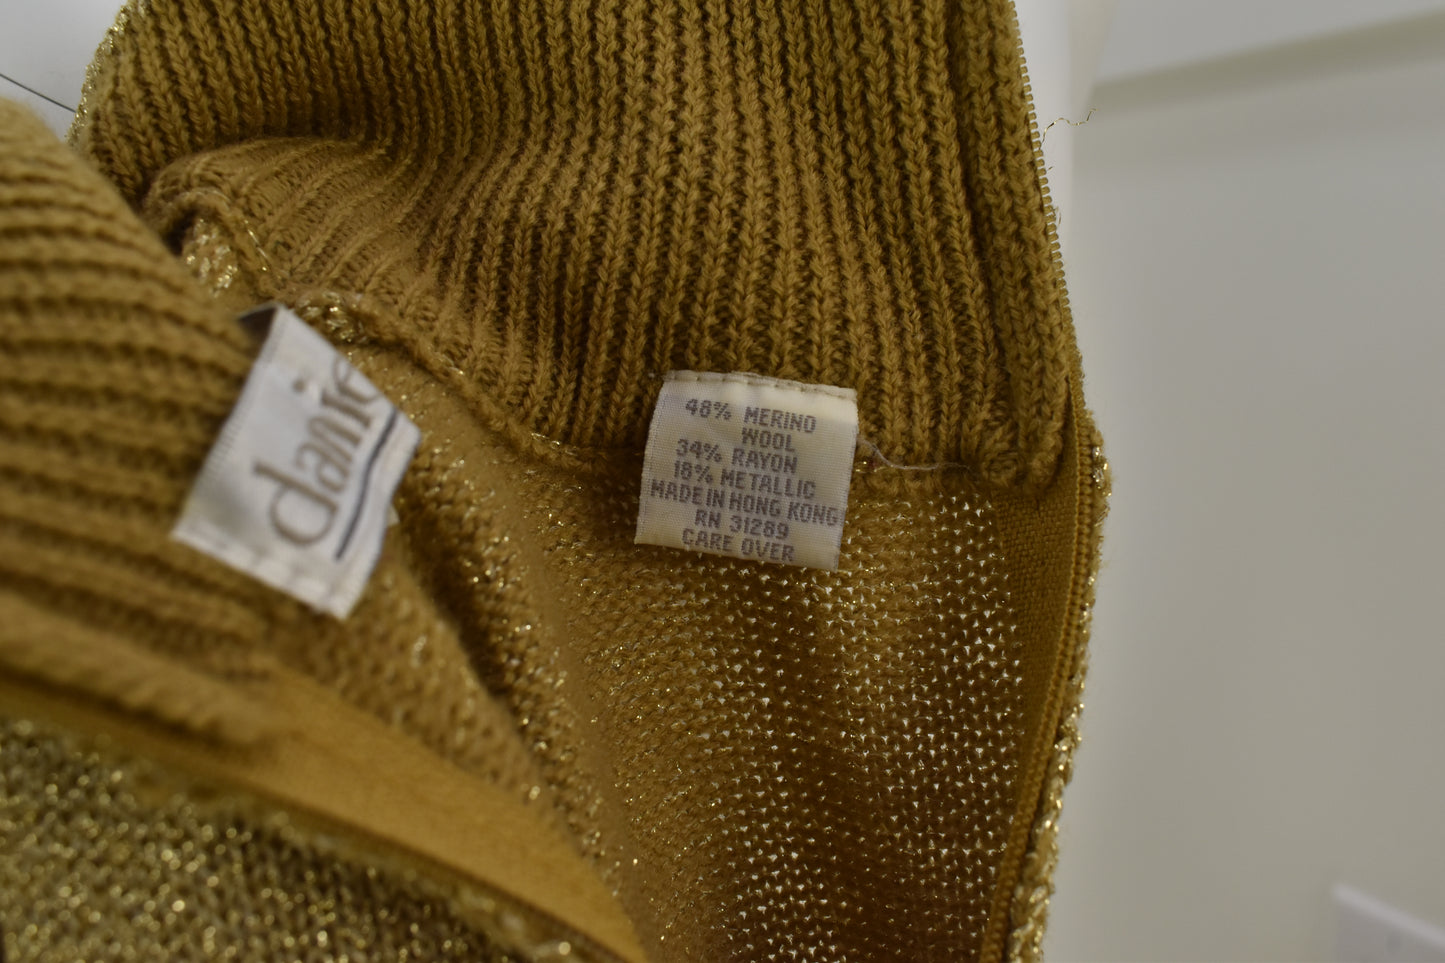 danie
48% MERINO
WOOL
34% RAYON
18% METALLIC
MADE IN HONG KONG
RN 31289
CARE OVER